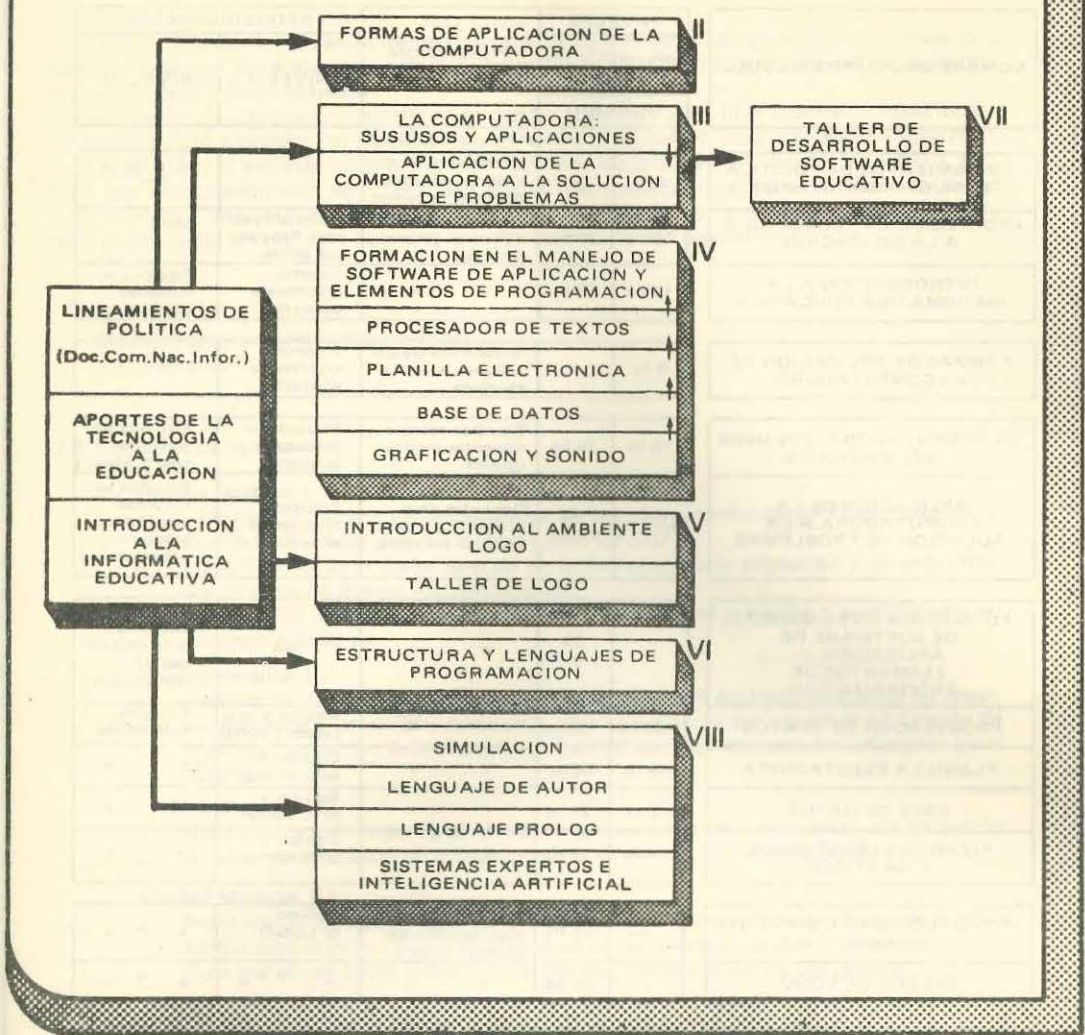 FORMAS DE APLICACION DE LA
COMPUTADORA
II
LA COMPUTADORA:
SUS USOS Y APLICACIONES
APLICACION DE LA
COMPUTADORA A LA SOLUCION
DE PROBLEMAS
III
TALLER DE
DESARROLLO DE
SOFTWARE
EDUCATIVO
VII
FORMACION EN EL MANEJO DE
SOFTWARE DE APLICACION Y
ELEMENTOS DE PROGRAMACION
PROCESADOR DE TEXTOS
PLANILLA ELECTRONICA
BASE DE DATOS
GRAFICACION Y SONIDO
IV
LINEAMIENTOS DE
POLITICA
(Doc.Com.Nac.Infor.)
APORTES DE LA
TECNOLOGIA
A LA
EDUCACION
INTRODUCCION
A LA
INFORMATICA
EDUCATIVA
INTRODUCCION AL AMBIENTE
LOGO
TALLER DE LOGO
V
ESTRUCTURA Y LENGUAJES DE
PROGRAMACION
VI
SIMULACION
LENGUAJE DE AUTOR
LENGUAJE PROLOG
SISTEMAS EXPERTOS E
INTELIGENCIA ARTIFICIAL
VIII